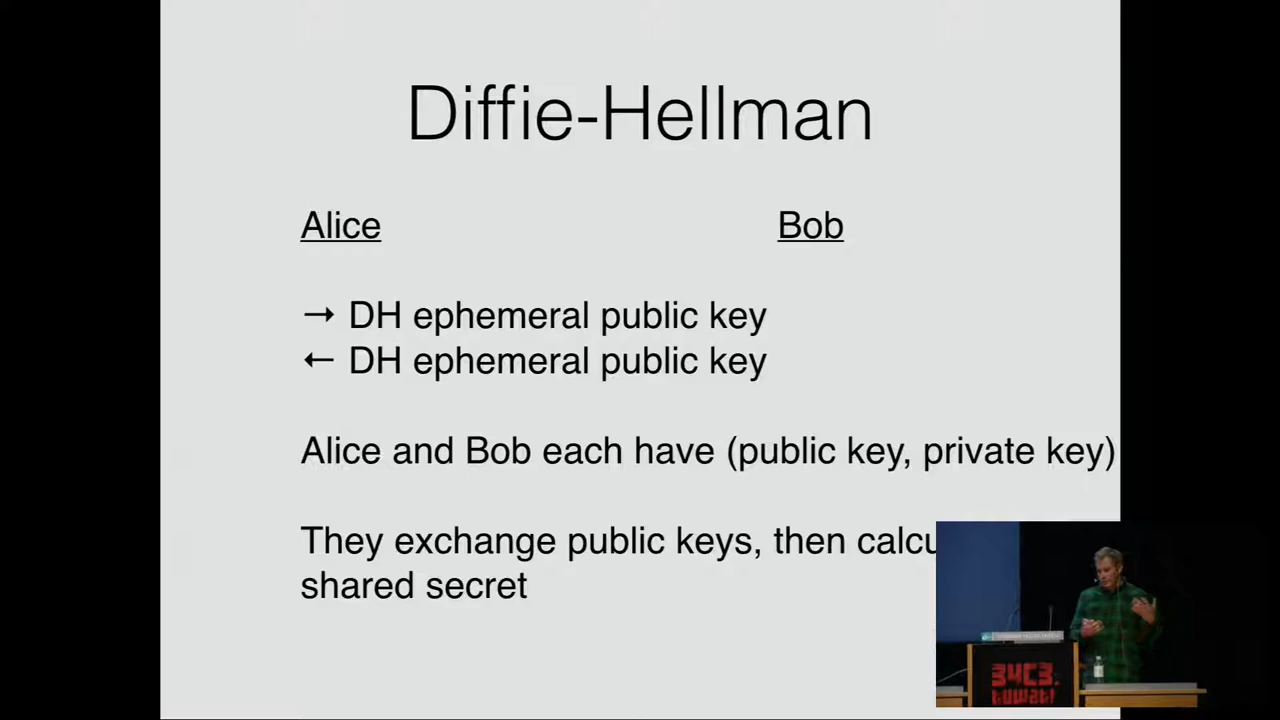 Diffie-Hellman
Alice Bob
→ DH ephemeral public key
← DH ephemeral public key
Alice and Bob each have (public key, private key)
They exchange public keys, then calcu
shared secret
34C3.
tuwat!